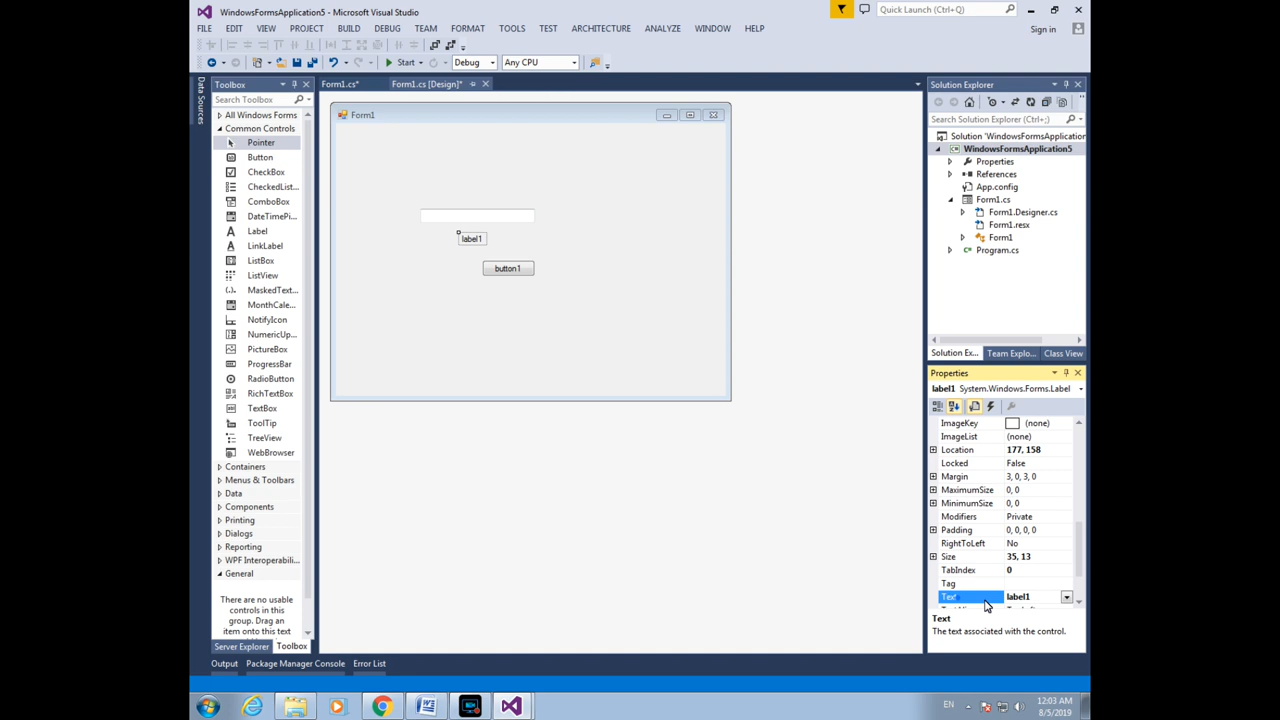 WindowsFormsApplication5 - Microsoft Visual Studio
Quick Launch (Ctrl+Q)
FILE EDIT VIEW PROJECT BUILD DEBUG TEAM FORMAT TOOLS TEST ARCHITECTURE ANALYZE WINDOW HELP
Sign in
Start Debug Any CPU
Data Sources
Toolbox
Search Toolbox
All Windows Forms
Common Controls
Pointer
Button
CheckBox
CheckedList...
ComboBox
DateTimePi...
Label
LinkLabel
ListBox
ListView
MaskedText...
MonthCale...
NotifyIcon
NumericUp...
PictureBox
ProgressBar
RadioButton
RichTextBox
TextBox
ToolTip
TreeView
WebBrowser
Containers
Menus & Toolbars
Data
Components
Printing
Dialogs
Reporting
WPF Interoperabili...
General
There are no usable
controls in this
group. Drag an
item onto this text
Server Explorer Toolbox
Form1.cs* Form1.cs [Design]*
Form1
label1
button1
Solution Explorer
Search Solution Explorer (Ctrl+;)
Solution 'WindowsFormsApplication
WindowsFormsApplication5
Properties
References
App.config
Form1.cs
Form1.Designer.cs
Form1.resx
Form1
Program.cs
Solution Ex... Team Explo... Class View
Properties
label1 System.Windows.Forms.Label
ImageKey (none)
ImageList (none)
Location 177, 158
Locked False
Margin 3, 0, 3, 0
MaximumSize 0, 0
MinimumSize 0, 0
Modifiers Private
Padding 0, 0, 0, 0
RightToLeft No
Size 35, 13
TabIndex 0
Tag
Text label1
Text
The text associated with the control.
Output Package Manager Console Error List
EN
12:03 AM
8/5/2019